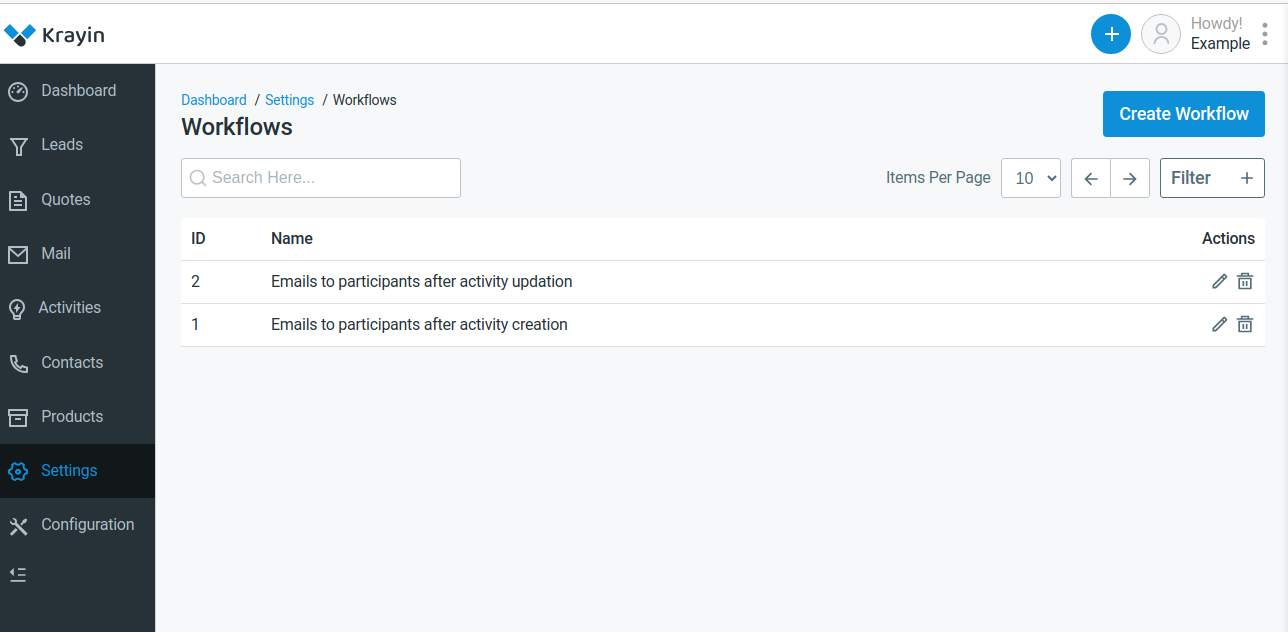 Krayin
Howdy!
Example
Dashboard
Leads
Quotes
Mail
Activities
Contacts
Products
Settings
Configuration
Dashboard / Settings / Workflows
Workflows
Create Workflow
Search Here...
Items Per Page 10
Filter +
ID Name Actions
2 Emails to participants after activity updation
1 Emails to participants after activity creation